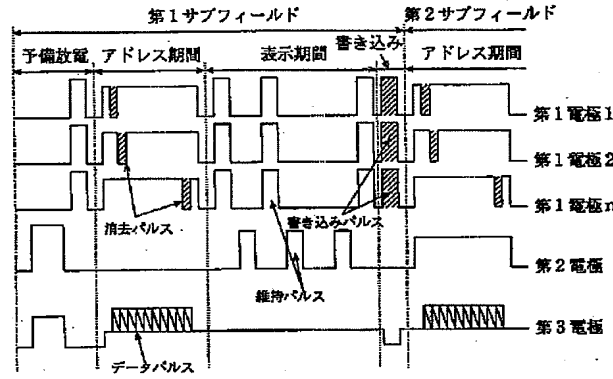 第1サブフィールド
第2サブフィールド
予備放電
アドレス期間
表示期間
書き込み
アドレス期間
第1電極1
第1電極2
第1電極n
消去パルス
書き込みパルス
第2電極
維持パルス
第3電極
データパルス